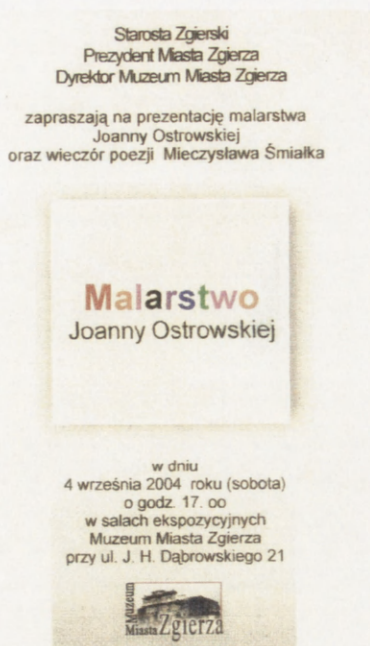 Starosta Zgierski
Prezydent Miasta Zgierza
Dyrektor Muzeum Miasta Zgierza
zapraszają na prezentację malarstwa
Joanny Ostrowskiej
oraz wieczór poezji Mieczysława Śmiałka
Malarstwo
Joanny Ostrowskiej
w dniu
4 września 2004 roku (sobota)
o godz. 17. oo
w salach ekspozycyjnych
Muzeum Miasta Zgierza
przy ul. J. H. Dąbrowskiego 21
Muzeum
Miasta Zgierza